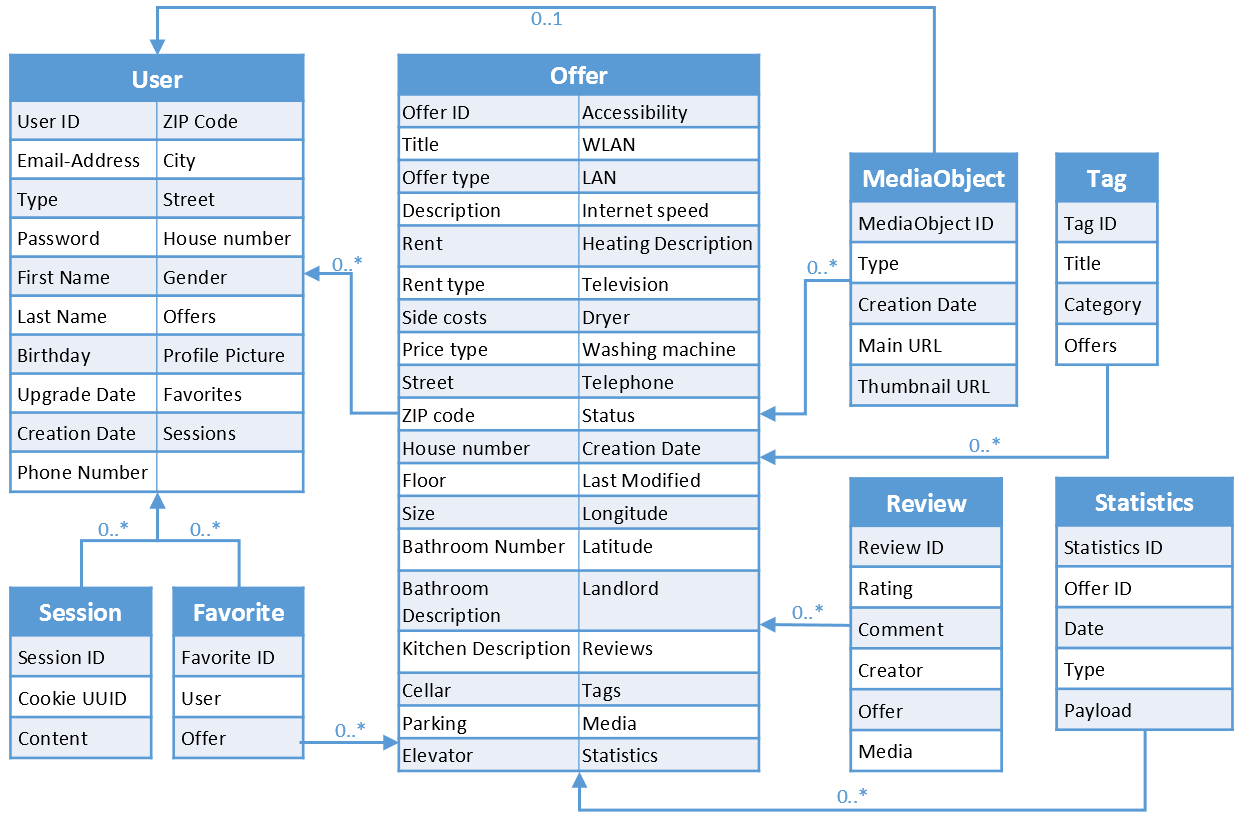 0..1
User
User ID ZIP Code
Email-Address City
Type Street
Password House number
First Name Gender
Last Name Offers
Birthday Profile Picture
Upgrade Date Favorites
Creation Date Sessions
Phone Number
0..*
Offer
Offer ID Accessibility
Title WLAN
Offer type LAN
Description Internet speed
Rent Heating Description
Rent type Television
Side costs Dryer
Price type Washing machine
Street Telephone
ZIP code Status
House number Creation Date
Floor Last Modified
Size Longitude
Bathroom Number Latitude
Bathroom Landlord
Description
Kitchen Description Reviews
Cellar Tags
Parking Media
Elevator Statistics
MediaObject
MediaObject ID
Type
Creation Date
Main URL
Thumbnail URL
0..*
Tag
Tag ID
Title
Category
Offers
0..*
0..* 0..*
Session
Session ID
Cookie UUID
Content
Favorite
Favorite ID
User
Offer
0..*
Review
Review ID
Rating
Comment
Creator
Offer
Media
0..*
Statistics
Statistics ID
Offer ID
Date
Type
Payload
0..*